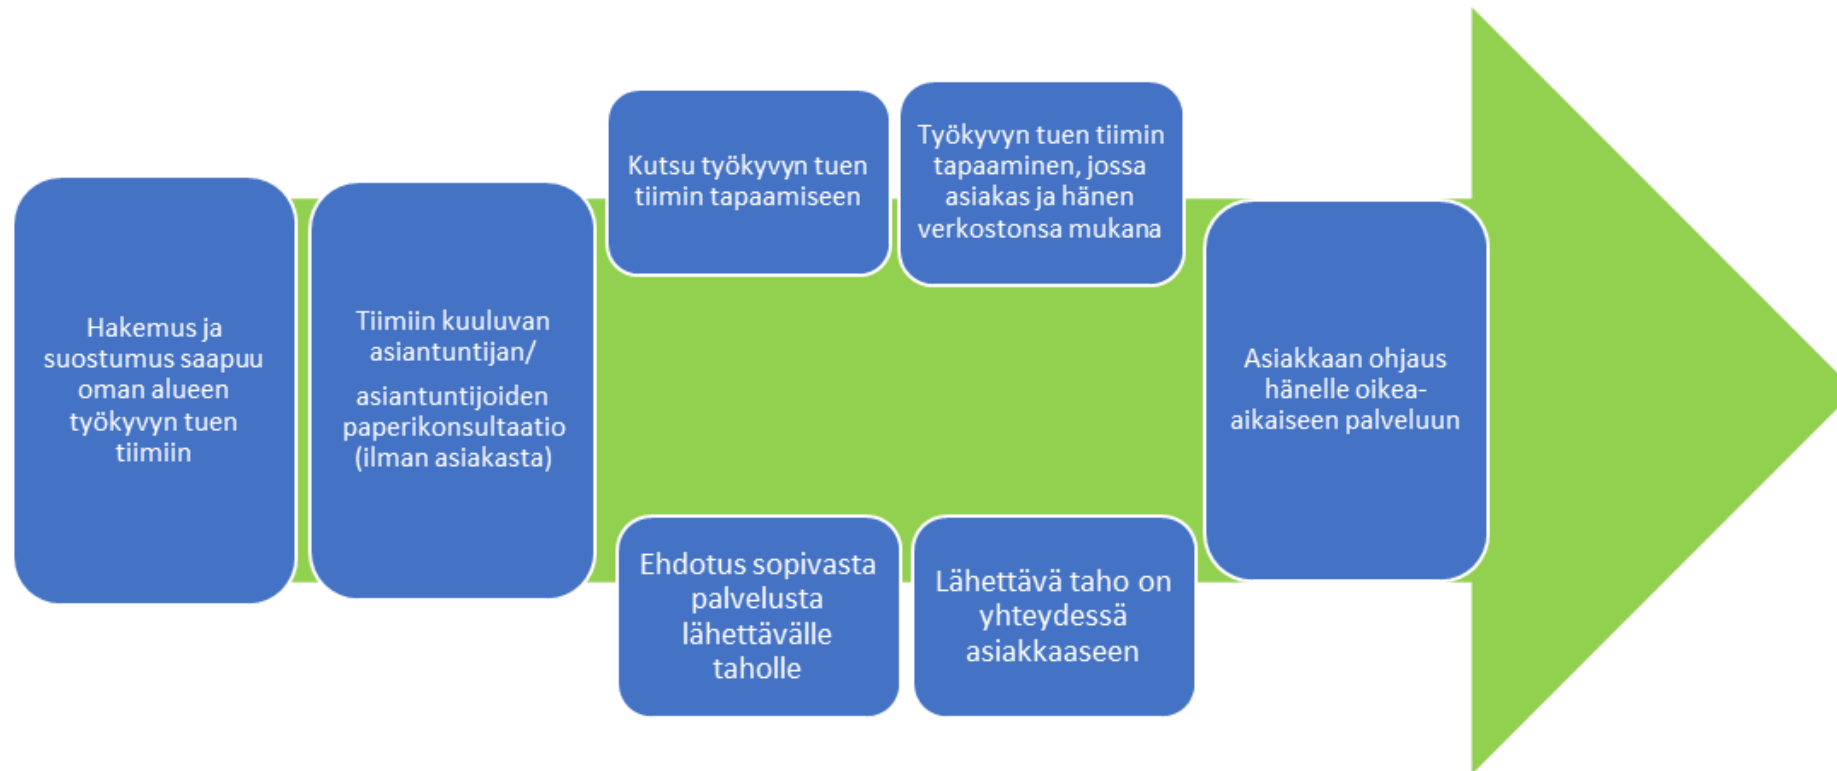 Hakemus ja
suostumus saapuu
oman alueen
työkyvyn tuen
tiimiin
Tiimiin kuuluvan
asiantuntijan/
asiantuntijoiden
paperikonsultaatio
(ilman asiakasta)
Kutsu työkyvyn tuen
tiimin tapaamiseen
Työkyvyn tuen tiimin
tapaaminen, jossa
asiakas ja hänen
verkostonsa mukana
Ehdotus sopivasta
palvelusta
lähettävälle
taholle
Lähettävä taho on
yhteydessä
asiakkaaseen
Asiakkaan ohjaus
hänelle oikea-
aikaiseen palveluun